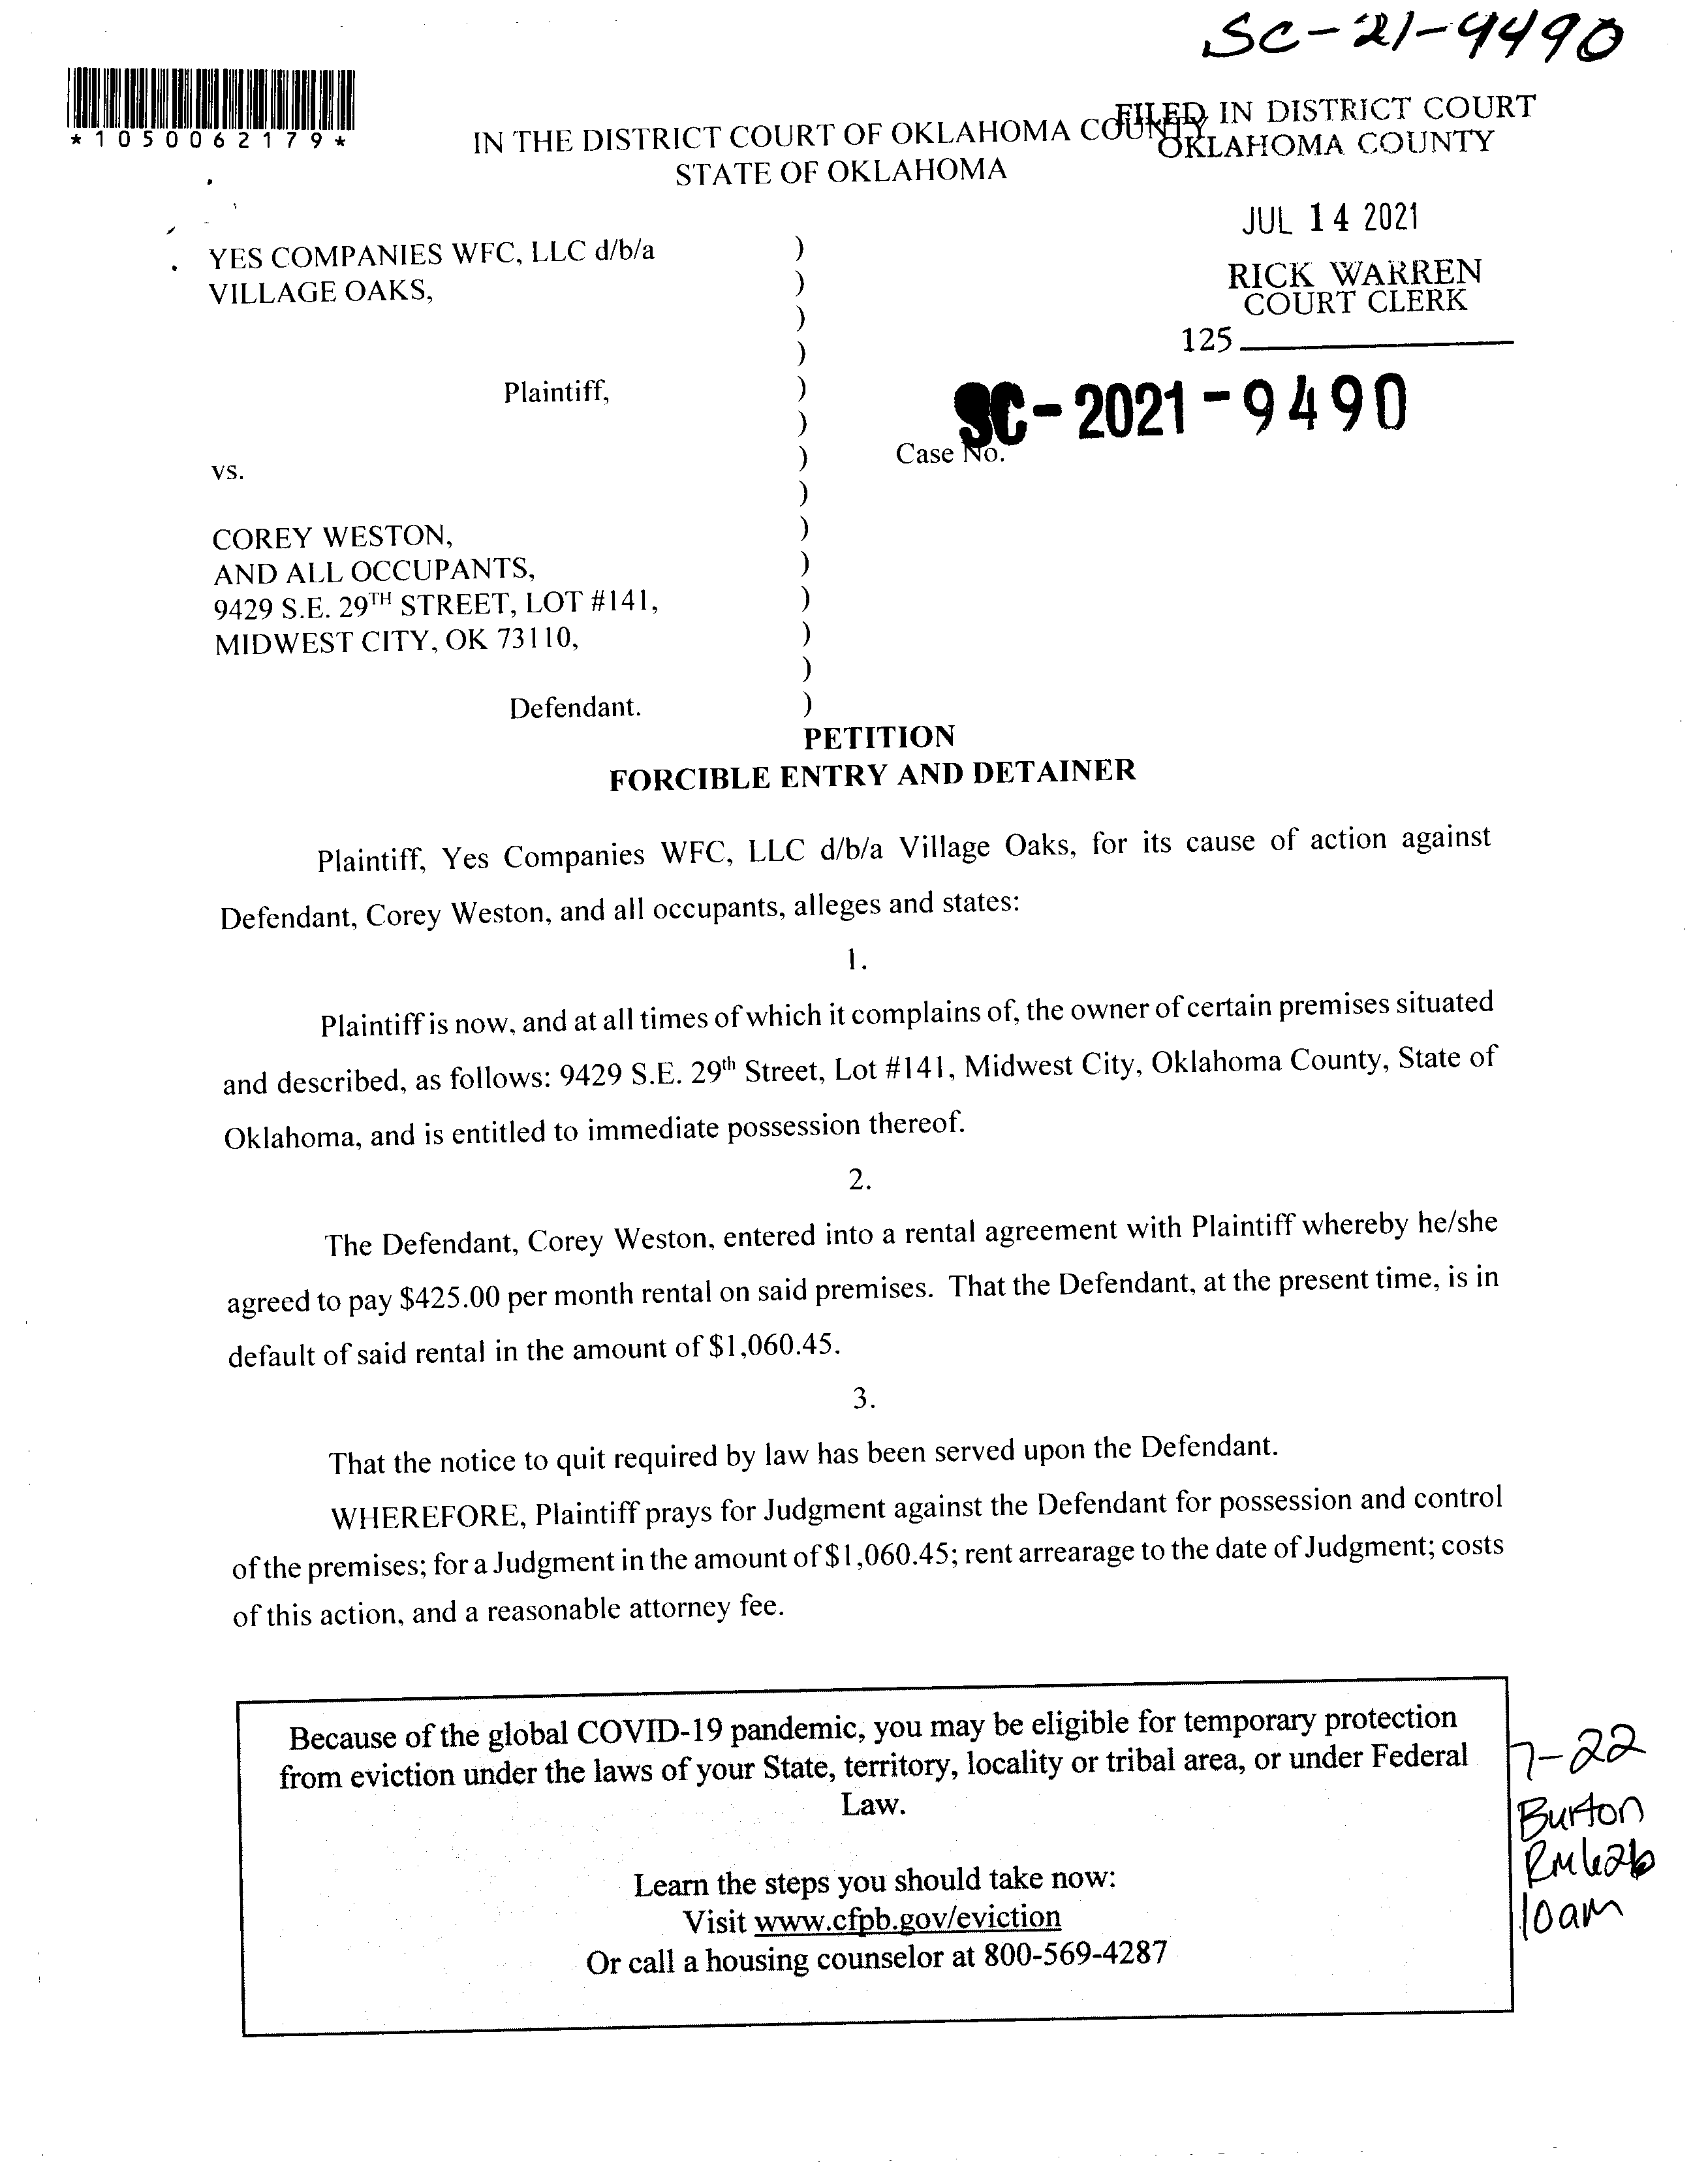 SC-21-9490
*1050062179*
IN THE DISTRICT COURT OF OKLAHOMA COUNTY
STATE OF OKLAHOMA
FILED IN DISTRICT COURT
OKLAHOMA COUNTY
JUL 14 2021
RICK WARREN
COURT CLERK
125
YES COMPANIES WFC, LLC d/b/a )
VILLAGE OAKS, )
)
)
Plaintiff, )
)
vs. )
)
COREY WESTON, )
AND ALL OCCUPANTS, )
9429 S.E. 29TH STREET, LOT #141, )
MIDWEST CITY, OK 73110, )
)
Defendant. )
SC-2021-9490
Case No.
PETITION
FORCIBLE ENTRY AND DETAINER
Plaintiff, Yes Companies WFC, LLC d/b/a Village Oaks, for its cause of action against
Defendant, Corey Weston, and all occupants, alleges and states:
1.
Plaintiff is now, and at all times of which it complains of, the owner of certain premises situated
and described, as follows: 9429 S.E. 29th Street, Lot #141, Midwest City, Oklahoma County, State of
Oklahoma, and is entitled to immediate possession thereof.
2.
The Defendant, Corey Weston, entered into a rental agreement with Plaintiff whereby he/she
agreed to pay $425.00 per month rental on said premises. That the Defendant, at the present time, is in
default of said rental in the amount of $1,060.45.
3.
That the notice to quit required by law has been served upon the Defendant.
WHEREFORE, Plaintiff prays for Judgment against the Defendant for possession and control
of the premises; for a Judgment in the amount of $1,060.45; rent arrearage to the date of Judgment; costs
of this action, and a reasonable attorney fee.
Because of the global COVID-19 pandemic, you may be eligible for temporary protection
from eviction under the laws of your State, territory, locality or tribal area, or under Federal
Law.
Learn the steps you should take now:
Visit www.cfpb.gov/eviction
Or call a housing counselor at 800-569-4287
7-22
Burton
Rm 626
10am